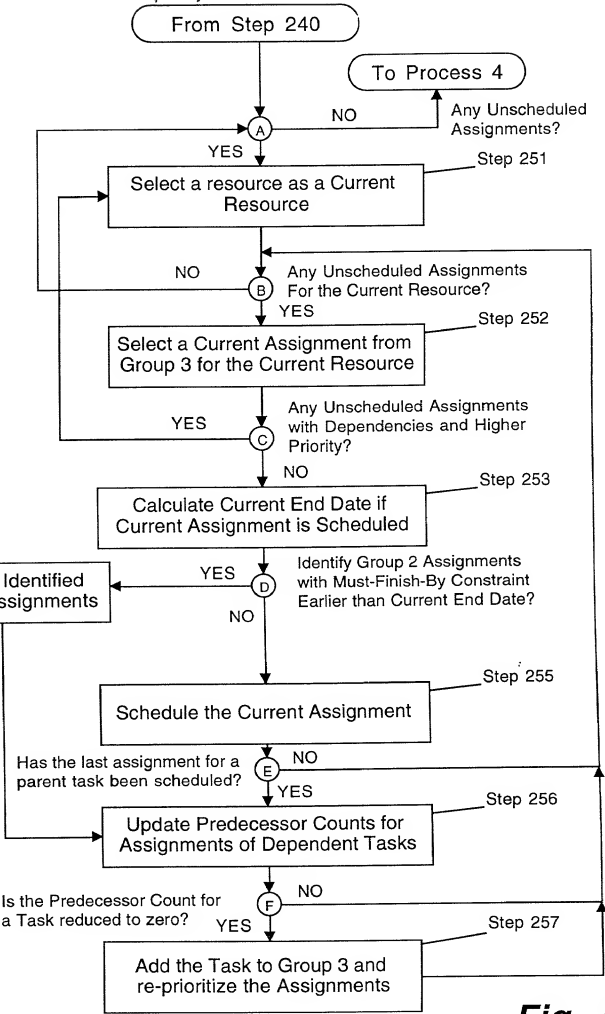 From Step 240
To Process 4
A
NO
Any Unscheduled
Assignments?
YES
Step 251
Select a resource as a Current
Resource
NO
B
Any Unscheduled Assignments
For the Current Resource?
YES
Step 252
Select a Current Assignment from
Group 3 for the Current Resource
YES
C
Any Unscheduled Assignments
with Dependencies and Higher
Priority?
NO
Step 253
Calculate Current End Date if
Current Assignment is Scheduled
Identified
ssignments
YES
D
Identify Group 2 Assignments
with Must-Finish-By Constraint
Earlier than Current End Date?
NO
Step 255
Schedule the Current Assignment
Has the last assignment for a
parent task been scheduled?
E
NO
YES
Step 256
Update Predecessor Counts for
Assignments of Dependent Tasks
Is the Predecessor Count for
a Task reduced to zero?
F
NO
YES
Step 257
Add the Task to Group 3 and
re-prioritize the Assignments
Fig